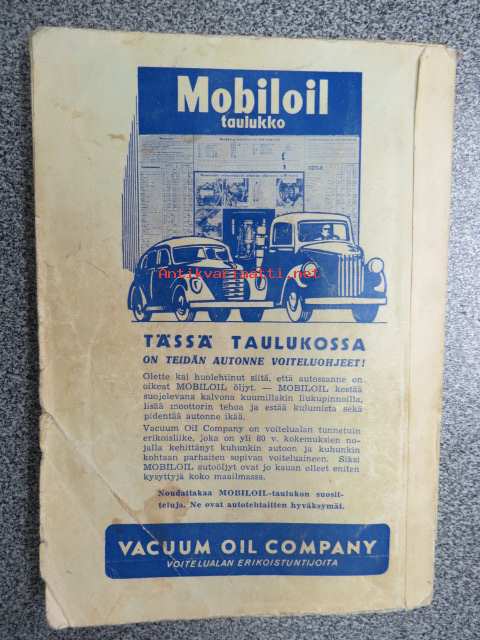 Mobiloil
taulukko
Antikvariaatti.net
TÄSSÄ TAULUKOSSA
ON TEIDÄN AUTONNE VOITELUOHJEET!
Olette kai huolehtinut siitä, että autossanne on
oikeat MOBILOIL öljyt. — MOBILOIL kestää
suojelevana kalvona kuumillakin liukupinnoilla,
lisää moottorin tehoa ja estää kulumista sekä
pidentää autonne ikää.
Vacuum Oil Company on voitelualan tunnetuin
erikoisliike, joka on yli 80 v. kokemuksien no-
jalla kehittänyt kuhunkin autoon ja kuhunkin
kohtaan parhaiten sopivan voiteluaineen. Siksi
MOBILOIL autoöljyt ovat jo kauan olleet eniten
kysyttyjä koko maailmassa.
Noudattakaa MOBILOIL-taulukon suosit-
teluja. Ne ovat autotehtaitten hyväksymät.
VACUUM OIL COMPANY
VOITELUALAN ERIKOISTUNTIJOITA